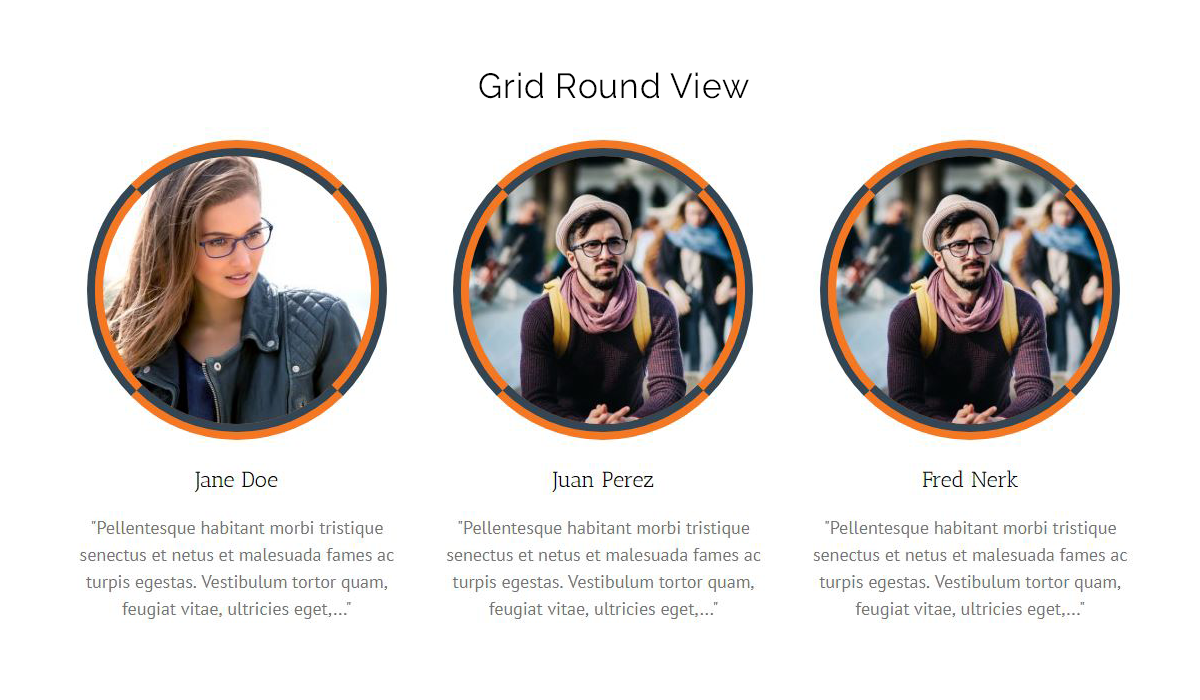 Grid Round View
Jane Doe
"Pellentesque habitant morbi tristique
senectus et netus et malesuada fames ac
turpis egestas. Vestibulum tortor quam,
feugiat vitae, ultricies eget,..."
Juan Perez
"Pellentesque habitant morbi tristique
senectus et netus et malesuada fames ac
turpis egestas. Vestibulum tortor quam,
feugiat vitae, ultricies eget,..."
Fred Nerk
"Pellentesque habitant morbi tristique
senectus et netus et malesuada fames ac
turpis egestas. Vestibulum tortor quam,
feugiat vitae, ultricies eget,..."